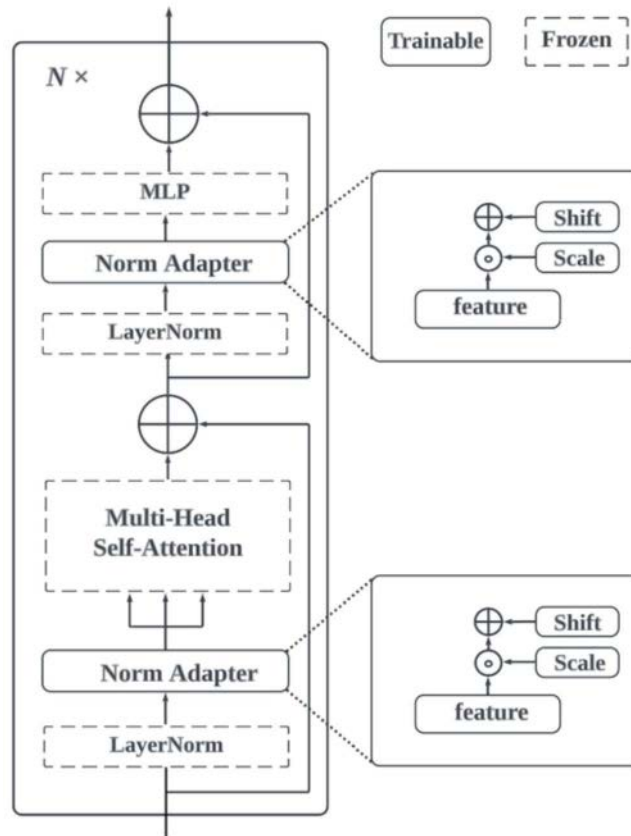 Trainable
Frozen
N ×
MLP
Norm Adapter
LayerNorm
Shift
Scale
feature
Multi-Head
Self-Attention
Norm Adapter
LayerNorm
Shift
Scale
feature